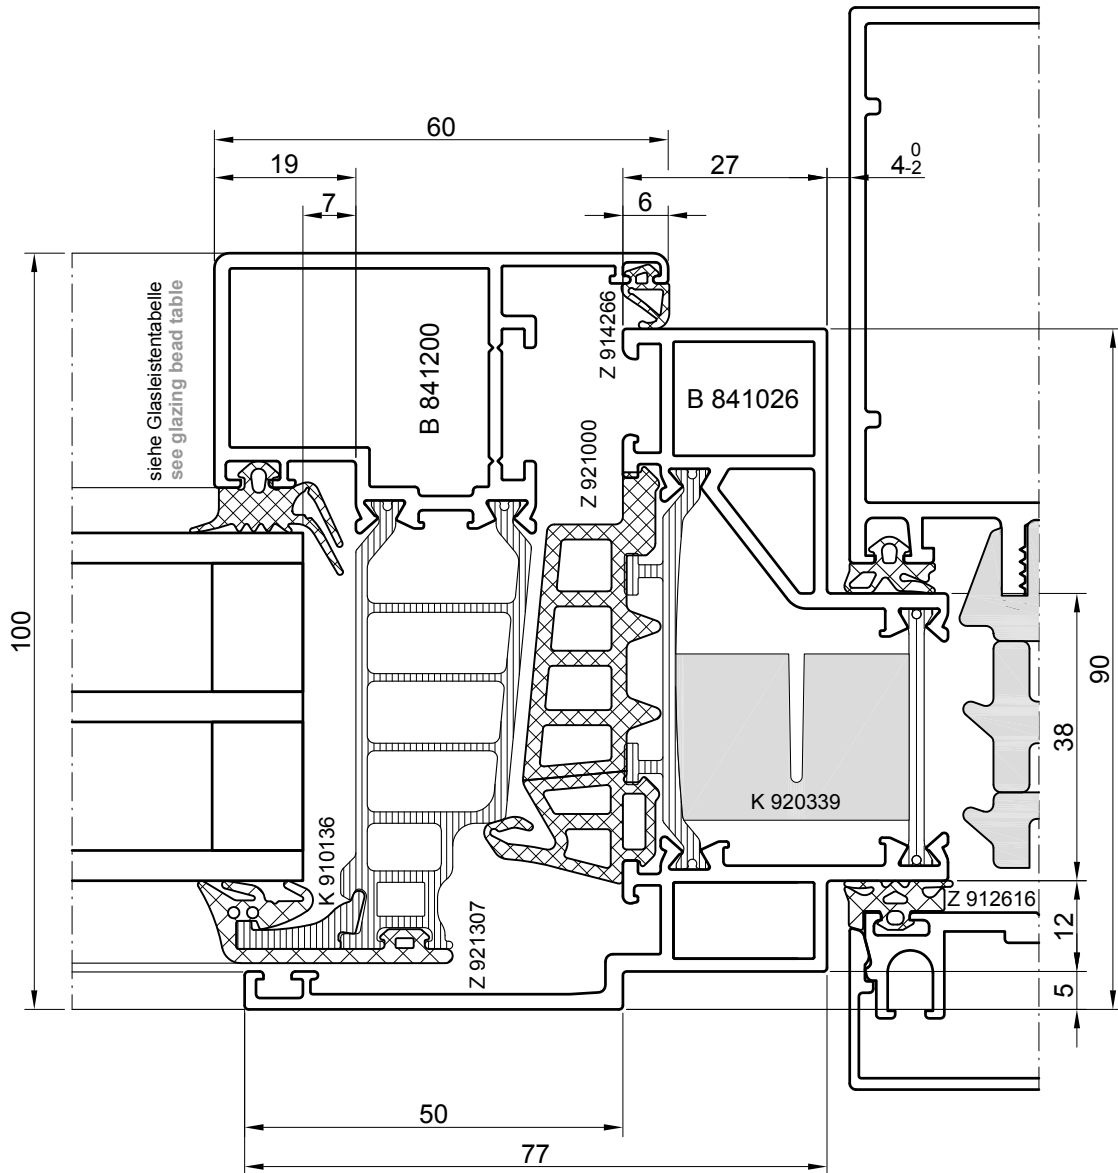 60
19
27
4 0 -2
7
6
siehe Glasleistentabelle
see glazing bead table
B 841200
Z 914266
B 841026
Z 921000
100
90
38
K 920339
K 910136
Z 912616
Z 921307
12
5
50
77